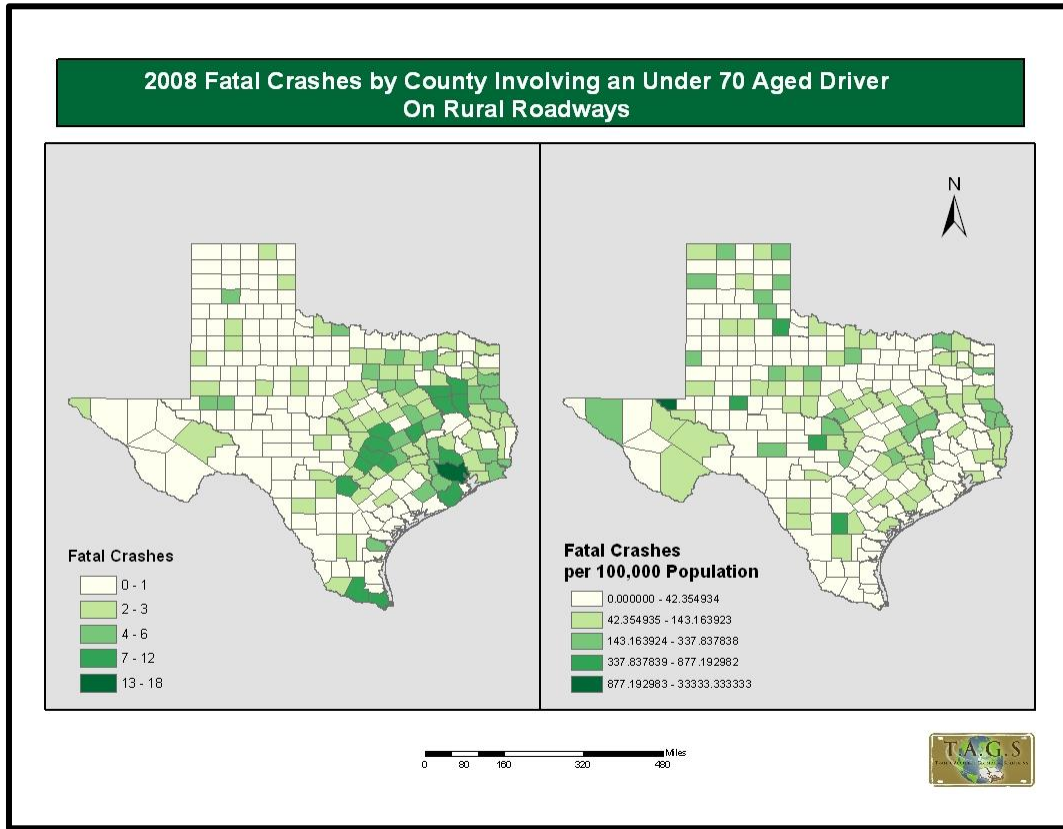 2008 Fatal Crashes by County Involving an Under 70 Aged Driver
On Rural Roadways
N
Fatal Crashes
0 - 1
2 - 3
4 - 6
7 - 12
13 - 18
Fatal Crashes
per 100,000 Population
0.000000 - 42.354934
42.354935 - 143.163923
143.163924 - 337.837838
337.837839 - 877.192982
877.192983 - 33333.333333
Miles
0 80 160 320 480
T.A.G.S